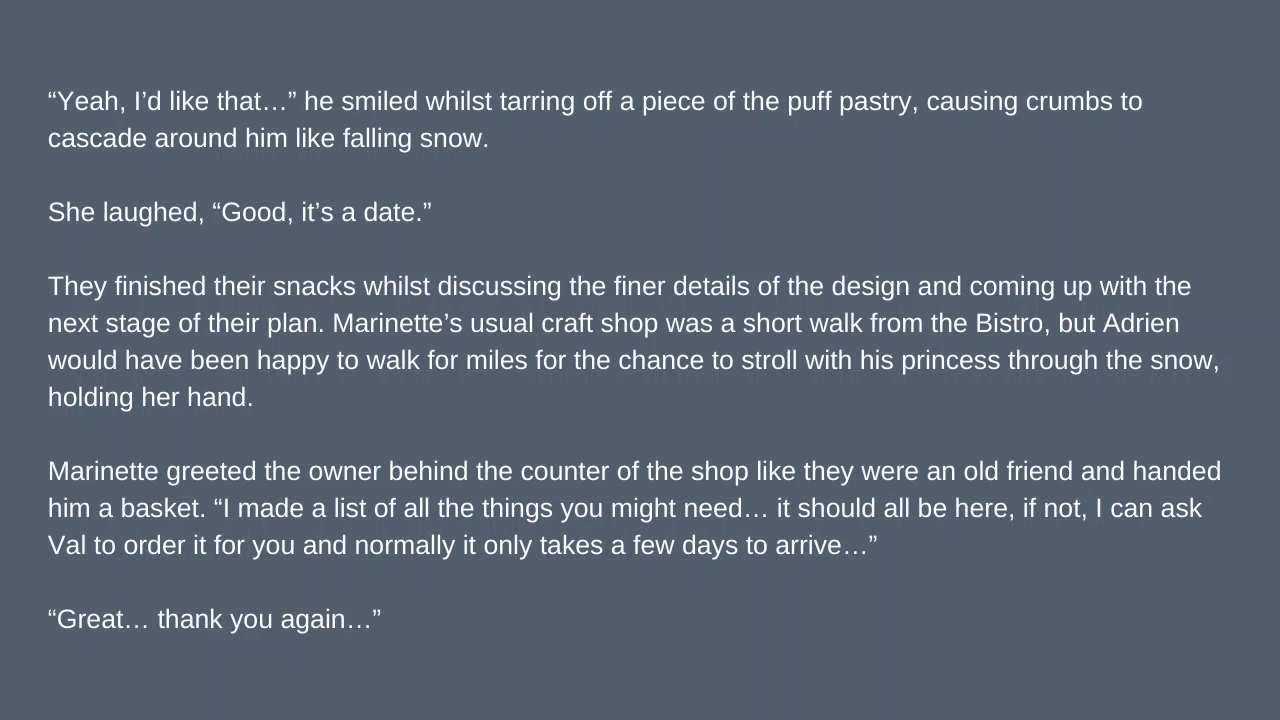 “Yeah, I’d like that…” he smiled whilst tarring off a piece of the puff pastry, causing crumbs to
cascade around him like falling snow.
She laughed, “Good, it’s a date.”
They finished their snacks whilst discussing the finer details of the design and coming up with the
next stage of their plan. Marinette’s usual craft shop was a short walk from the Bistro, but Adrien
would have been happy to walk for miles for the chance to stroll with his princess through the snow,
holding her hand.
Marinette greeted the owner behind the counter of the shop like they were an old friend and handed
him a basket. “I made a list of all the things you might need… it should all be here, if not, I can ask
Val to order it for you and normally it only takes a few days to arrive…”
“Great… thank you again…”